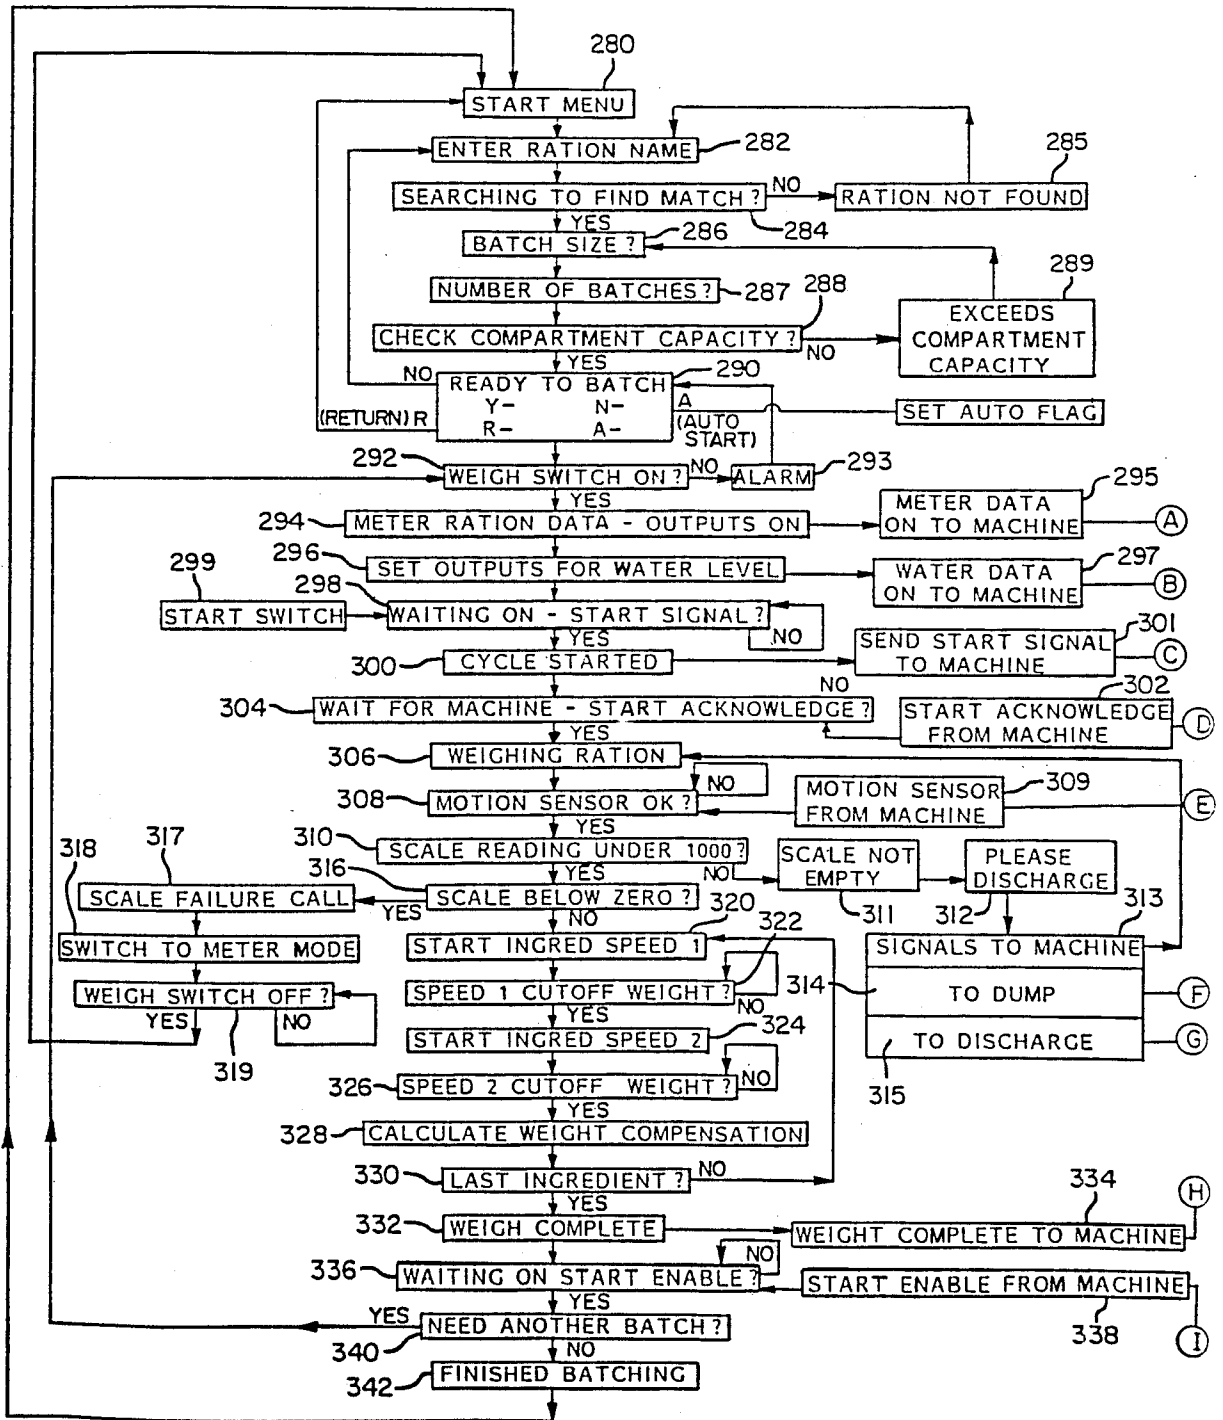 280
START MENU
ENTER RATION NAME
282
285
SEARCHING TO FIND MATCH ?
NO
RATION NOT FOUND
YES
286
284
BATCH SIZE ?
289
NUMBER OF BATCHES ?
287
288
EXCEEDS
COMPARTMENT
CAPACITY
CHECK COMPARTMENT CAPACITY ?
NO
YES
290
NO
READY TO BATCH
Y- N-
R- A-
(RETURN) R
A
(AUTO
START)
SET AUTO FLAG
292
WEIGH SWITCH ON ?
NO
ALARM
293
YES
295
294
METER RATION DATA - OUTPUTS ON
METER DATA
ON TO MACHINE
A
296
SET OUTPUTS FOR WATER LEVEL
297
WATER DATA
ON TO MACHINE
B
299
298
START SWITCH
WAITING ON - START SIGNAL ?
NO
YES
301
300
CYCLE STARTED
SEND START SIGNAL
TO MACHINE
C
NO
302
304
WAIT FOR MACHINE - START ACKNOWLEDGE ?
START ACKNOWLEDGE
FROM MACHINE
D
YES
306
WEIGHING RATION
NO
309
308
MOTION SENSOR OK ?
MOTION SENSOR
FROM MACHINE
E
YES
317
310
SCALE READING UNDER 1000 ?
SCALE NOT
EMPTY
PLEASE
DISCHARGE
318
316
YES
NO
SCALE FAILURE CALL
YES
SCALE BELOW ZERO ?
311
312
313
NO
320
SWITCH TO METER MODE
START INGRED SPEED 1
322
SIGNALS TO MACHINE
WEIGH SWITCH OFF ?
SPEED 1 CUTOFF WEIGHT ?
NO
314
TO DUMP
F
YES
NO
YES
319
START INGRED SPEED 2
324
TO DISCHARGE
G
315
326
SPEED 2 CUTOFF WEIGHT ?
NO
YES
328
CALCULATE WEIGHT COMPENSATION
330
LAST INGREDIENT ?
NO
YES
334
H
332
WEIGH COMPLETE
WEIGHT COMPLETE TO MACHINE
NO
336
WAITING ON START ENABLE ?
START ENABLE FROM MACHINE
YES
338
I
YES
NEED ANOTHER BATCH ?
340
NO
342
FINISHED BATCHING